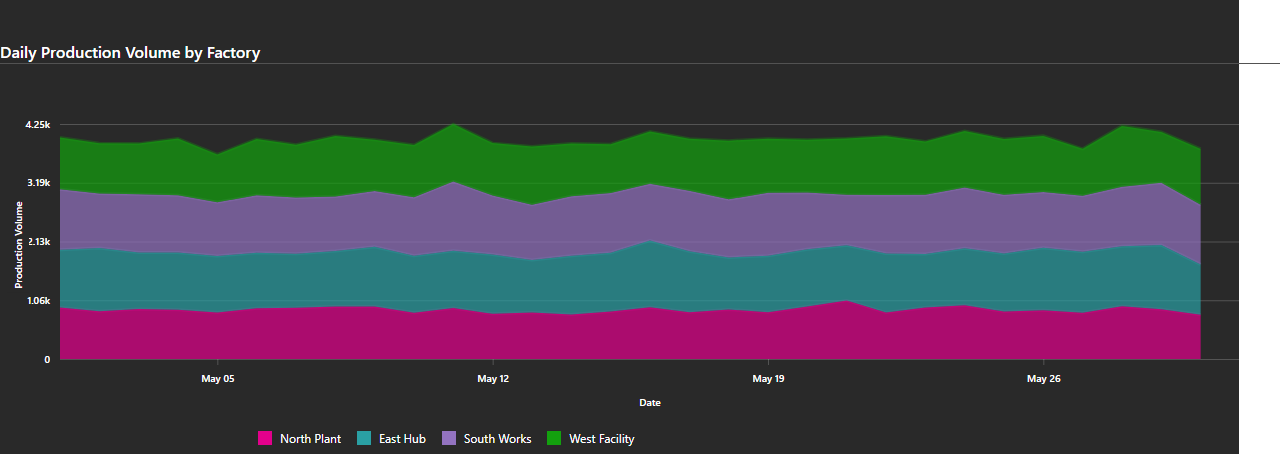 Daily Production Volume by Factory
4.25k
3.19k
2.13k
1.06k
0
Production Volume
May 05
May 12
May 19
May 26
Date
North Plant
East Hub
South Works
West Facility